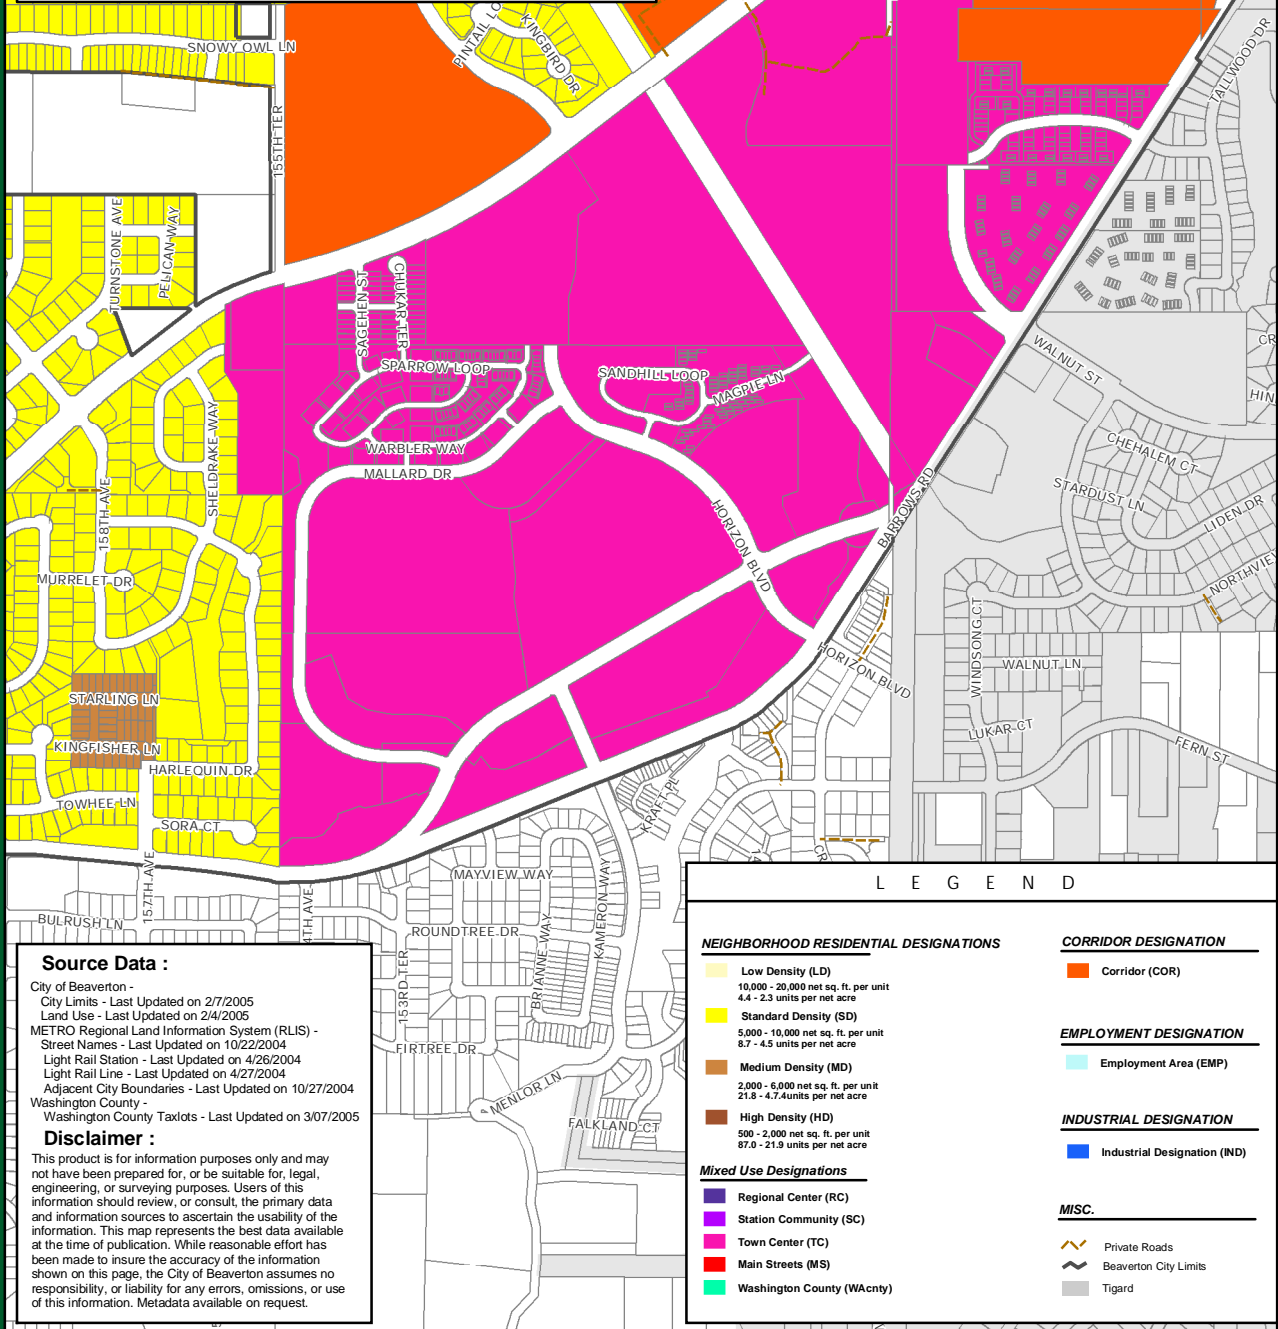 SNOWY OWL LN
PINTAIL LO
KINGBIRD DR
TALLWOOD DR
155TH TER
TURNSTONE AVE
PELICAN WAY
SAGEHEN ST
CHUKAR TER
SPARROW LOOP
SANDHILL LOOP
MAGPIE LN
WALNUT ST
CR
HIN
SHELDRAKE WAY
WARBLER WAY
MALLARD DR
CHEHALEM CT
STARDUST LN
LIDEN DR
158TH AVE
HORIZON BLVD
BARROWS RD
NORTHVIE
MURRELET DR
WINDSONG CT
HORIZON BLVD
WALNUT LN
STARLING LN
LUKAR CT
FERN ST
KINGFISHER LN
HARLEQUIN DR
TOWHEE LN
SORA CT
KRAFT PL
14
CR
157TH AVE
MAYVIEW WAY
KAMERON WAY
4TH AVE
BULRUSH LN
ROUNDTREE DR
BRIANNE WAY
153RD TER
FIRTREE DR
MENLOR LN
FALKLAND CT
Source Data :
City of Beaverton -
City Limits - Last Updated on 2/7/2005
Land Use - Last Updated on 2/4/2005
METRO Regional Land Information System (RLIS) -
Street Names - Last Updated on 10/22/2004
Light Rail Station - Last Updated on 4/26/2004
Light Rail Line - Last Updated on 4/27/2004
Adjacent City Boundaries - Last Updated on 10/27/2004
Washington County -
Washington County Taxlots - Last Updated on 3/07/2005
Disclaimer :
This product is for information purposes only and may
not have been prepared for, or be suitable for, legal,
engineering, or surveying purposes. Users of this
information should review, or consult, the primary data
and information sources to ascertain the usability of the
information. This map represents the best data available
at the time of publication. While reasonable effort has
been made to insure the accuracy of the information
shown on this page, the City of Beaverton assumes no
responsibility, or liability for any errors, omissions, or use
of this information. Metadata available on request.
L E G E N D
NEIGHBORHOOD RESIDENTIAL DESIGNATIONS
Low Density (LD)
10,000 - 20,000 net sq. ft. per unit
4.4 - 2.3 units per net acre
Standard Density (SD)
5,000 - 10,000 net sq. ft. per unit
8.7 - 4.5 units per net acre
Medium Density (MD)
2,000 - 6,000 net sq. ft. per unit
21.8 - 4.7.4units per net acre
High Density (HD)
500 - 2,000 net sq. ft. per unit
87.0 - 21.9 units per net acre
Mixed Use Designations
Regional Center (RC)
Station Community (SC)
Town Center (TC)
Main Streets (MS)
Washington County (WAcnty)
CORRIDOR DESIGNATION
Corridor (COR)
EMPLOYMENT DESIGNATION
Employment Area (EMP)
INDUSTRIAL DESIGNATION
Industrial Designation (IND)
MISC.
Private Roads
Beaverton City Limits
Tigard